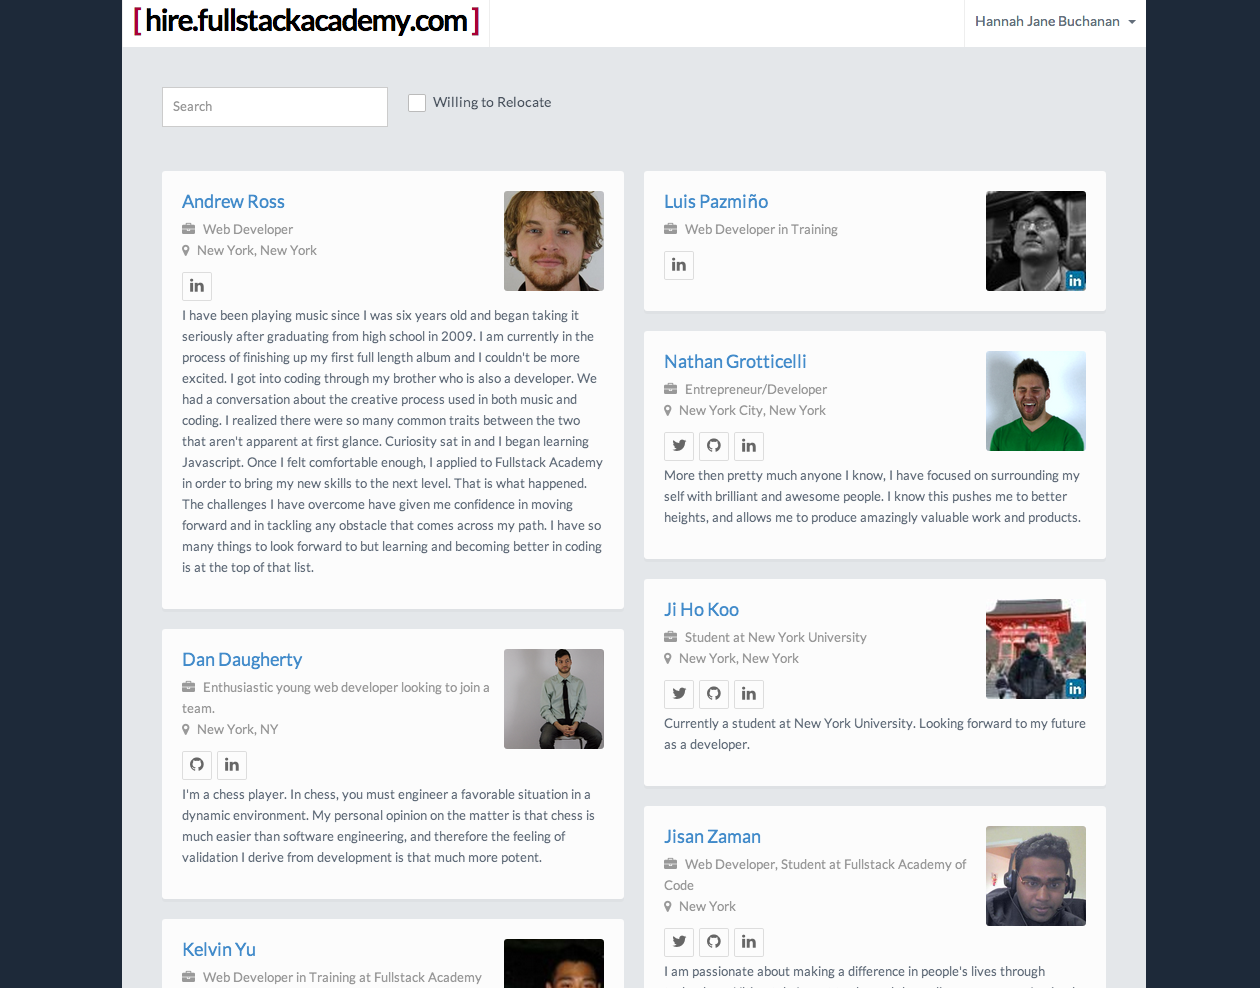 [ hire.fullstackacademy.com ]
Hannah Jane Buchanan
Search
Willing to Relocate
Andrew Ross
Web Developer
New York, New York
in
I have been playing music since I was six years old and began taking it
seriously after graduating from high school in 2009. I am currently in the
process of finishing up my first full length album and I couldn't be more
excited. I got into coding through my brother who is also a developer. We
had a conversation about the creative process used in both music and
coding. I realized there were so many common traits between the two
that aren't apparent at first glance. Curiosity sat in and I began learning
Javascript. Once I felt comfortable enough, I applied to Fullstack Academy
in order to bring my new skills to the next level. That is what happened.
The challenges I have overcome have given me confidence in moving
forward and in tackling any obstacle that comes across my path. I have so
many things to look forward to but learning and becoming better in coding
is at the top of that list.
Dan Daugherty
Enthusiastic young web developer looking to join a
team.
New York, NY
in
I'm a chess player. In chess, you must engineer a favorable situation in a
dynamic environment. My personal opinion on the matter is that chess is
much easier than software engineering, and therefore the feeling of
validation I derive from development is that much more potent.
Kelvin Yu
Web Developer in Training at Fullstack Academy
Luis Pazmiño
Web Developer in Training
in
in
Nathan Grotticelli
Entrepreneur/Developer
New York City, New York
in
More then pretty much anyone I know, I have focused on surrounding my
self with brilliant and awesome people. I know this pushes me to better
heights, and allows me to produce amazingly valuable work and products.
Ji Ho Koo
Student at New York University
New York, New York
in
in
Currently a student at New York University. Looking forward to my future
as a developer.
Jisan Zaman
Web Developer, Student at Fullstack Academy of
Code
New York
in
I am passionate about making a difference in people's lives through